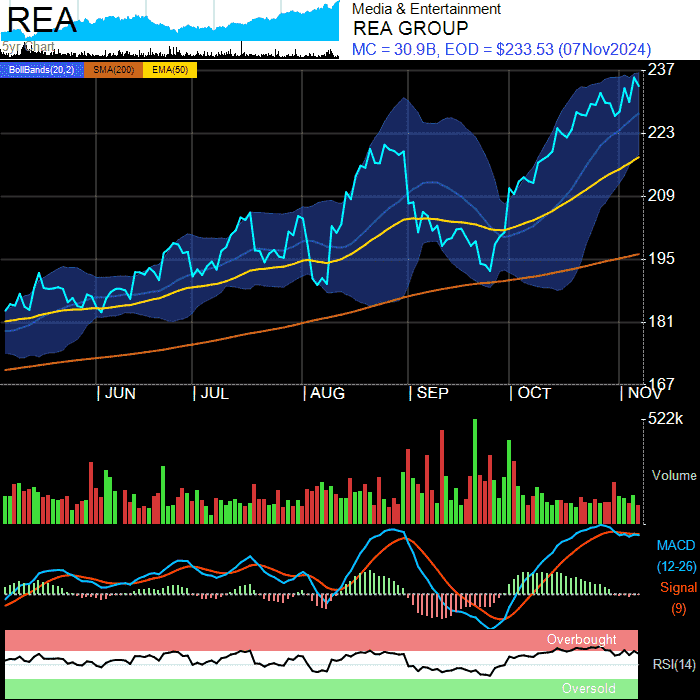 REA
5yr Chart
Media & Entertainment
REA GROUP
MC = 30.9B, EOD = $233.53 (07Nov2024)
BollBands(20,2) SMA(200) EMA(50)
237
223
209
195
181
167
JUN JUL AUG SEP OCT NOV
522k
Volume
MACD
(12-26)
Signal
(9)
Overbought
RSI(14)
Oversold